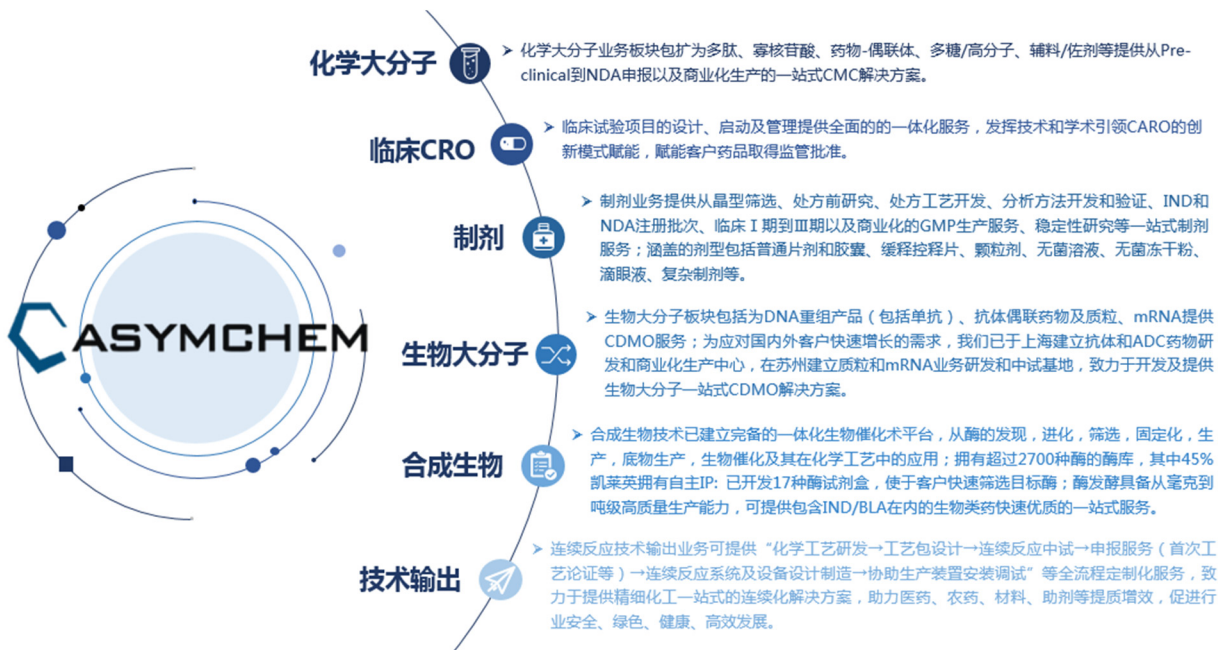 化学大分子
化学大分子业务板块包扩为多肽、寡核苷酸、药物-偶联体、多糖/高分子、辅料/佐剂等提供从Pre-
clinical到NDA申报以及商业化生产的一站式CMC解决方案。
临床CRO
临床试验项目的设计、启动及管理提供全面的的一体化服务，发挥技术和学术引领CARO的创
新模式赋能，赋能客户药品取得监管批准。
制剂
制剂业务提供从晶型筛选、处方前研究、处方工艺开发、分析方法开发和验证、IND和
NDA注册批次、临床Ⅰ期到Ⅲ期以及商业化的GMP生产服务、稳定性研究等一站式制剂
服务；涵盖的剂型包括普通片剂和胶囊、缓释控释片、颗粒剂、无菌溶液、无菌冻干粉、
滴眼液、复杂制剂等。
ASYMCHEM
生物大分子
生物大分子板块包括为DNA重组产品（包括单抗）、抗体偶联药物及质粒、mRNA提供
CDMO服务；为应对国内外客户快速增长的需求，我们已于上海建立抗体和ADC药物研
发和商业化生产中心，在苏州建立质粒和mRNA业务研发和中试基地，致力于开发及提供
生物大分子一站式CDMO解决方案。
合成生物
合成生物技术已建立完备的一体化生物催化术平台，从酶的发现，进化，筛选，固定化，生
产，底物生产，生物催化及其在化学工艺中的应用；拥有超过2700种酶的酶库，其中45%
凯莱英拥有自主IP: 已开发17种酶试剂盒，使于客户快速筛选目标酶；酶发酵具备从毫克到
吨级高质量生产能力，可提供包含IND/BLA在内的生物类药快速优质的一站式服务。
技术输出
连续反应技术输出业务可提供“化学工艺研发→工艺包设计→连续反应中试→申报服务（首次工
艺论证等）→连续反应系统及设备设计制造→协助生产装置安装调试”等全流程定制化服务，致
力于提供精细化工一站式的连续化解决方案，助力医药、农药、材料、助剂等提质增效，促进行
业安全、绿色、健康、高效发展。